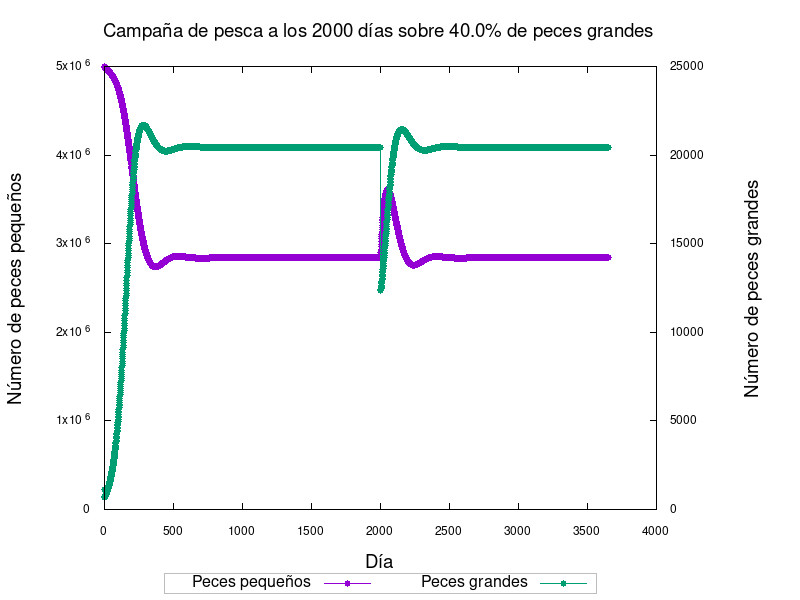 Campaña de pesca a los 2000 días sobre 40.0% de peces grandes
5x10 6
4x10 6
3x10 6
2x10 6
1x10 6
0
Número de peces pequeños
25000
20000
15000
10000
5000
0
Número de peces grandes
0 500 1000 1500 2000 2500 3000 3500 4000
Día
Peces pequeños Peces grandes